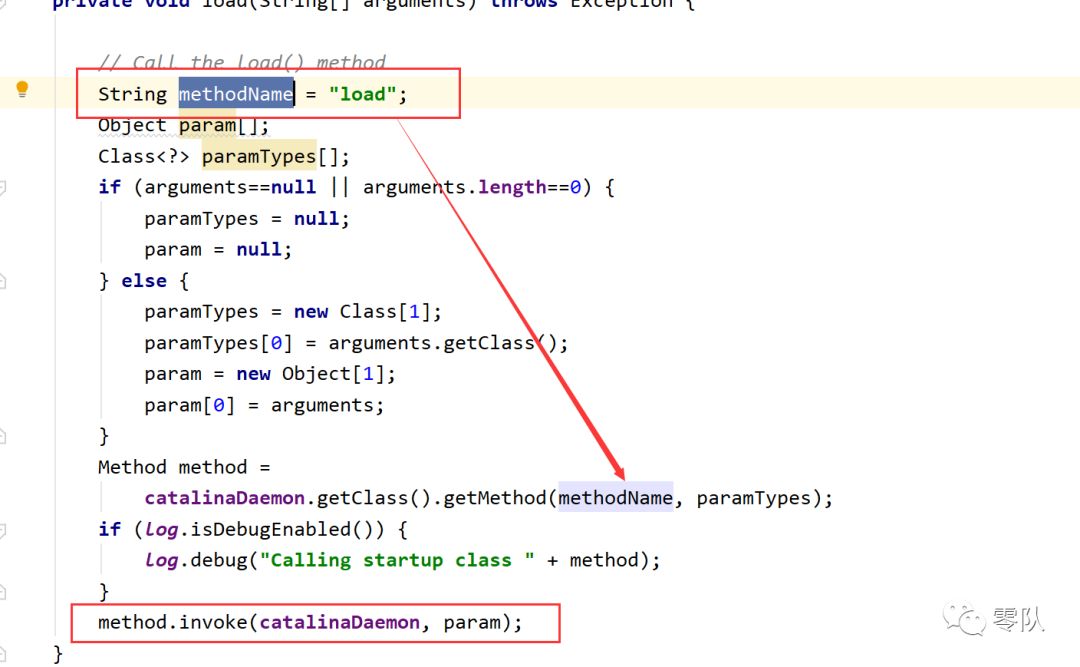 private void load(String[] arguments) throws Exception {
// Call the load() method
String methodName = "load";
Object param[];
Class<?> paramTypes[];
if (arguments==null || arguments.length==0) {
paramTypes = null;
param = null;
} else {
paramTypes = new Class[1];
paramTypes[0] = arguments.getClass();
param = new Object[1];
param[0] = arguments;
}
Method method =
catalinaDaemon.getClass().getMethod(methodName, paramTypes);
if (log.isDebugEnabled()) {
log.debug("Calling startup class " + method);
}
method.invoke(catalinaDaemon, param);
零队
}